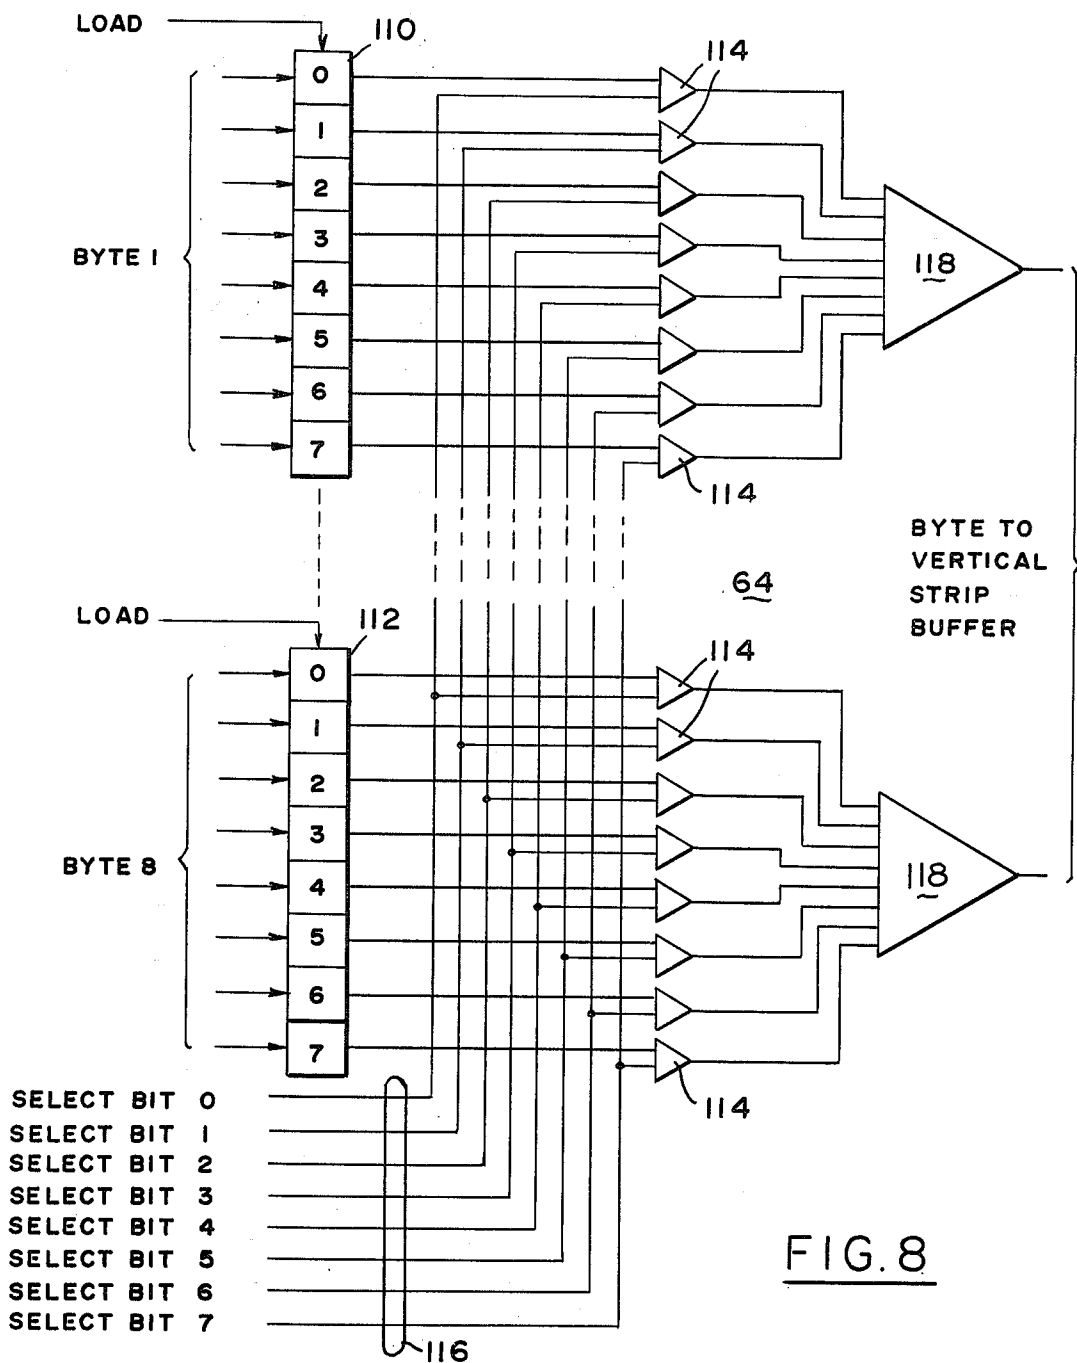 LOAD
110
0
1
2
3
4
5
6
7
BYTE 1
114
118
114
BYTE TO
VERTICAL
STRIP
BUFFER
64
LOAD
112
0
1
2
3
4
5
6
7
BYTE 8
114
118
114
SELECT BIT 0
SELECT BIT 1
SELECT BIT 2
SELECT BIT 3
SELECT BIT 4
SELECT BIT 5
SELECT BIT 6
SELECT BIT 7
116
FIG. 8